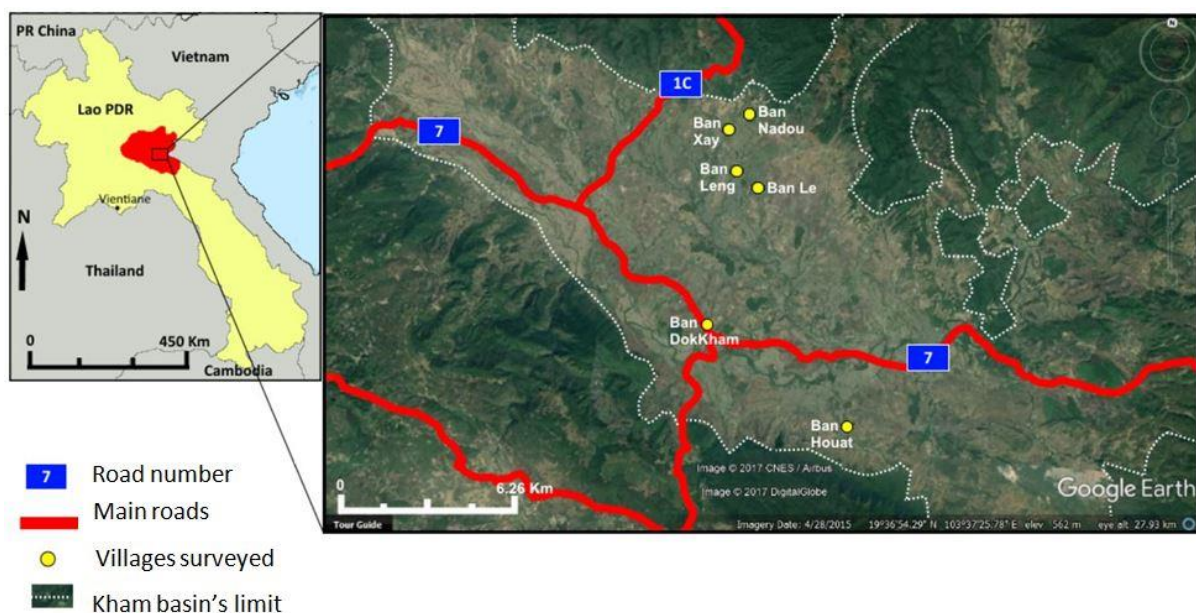 PR China
Vietnam
Lao PDR
Vientiane
N
Thailand
0
450 Km
Cambodia
7
Road number
Main roads
Villages surveyed
Kham basin's limit
N
1C
7
Ban
Nadou
Ban
Xay
Ban
Leng
Ban Le
Ban
DokKham
7
Ban
Houat
Image © 2017 CNES / Airbus
Image © 2017 DigitalGlobe
0
6.26 Km
Google Earth
Tour Guide
Imagery Date: 4/28/2015 19°36'54.29" N 103°37'25.78" E elev 562 m eye alt 27.93 km